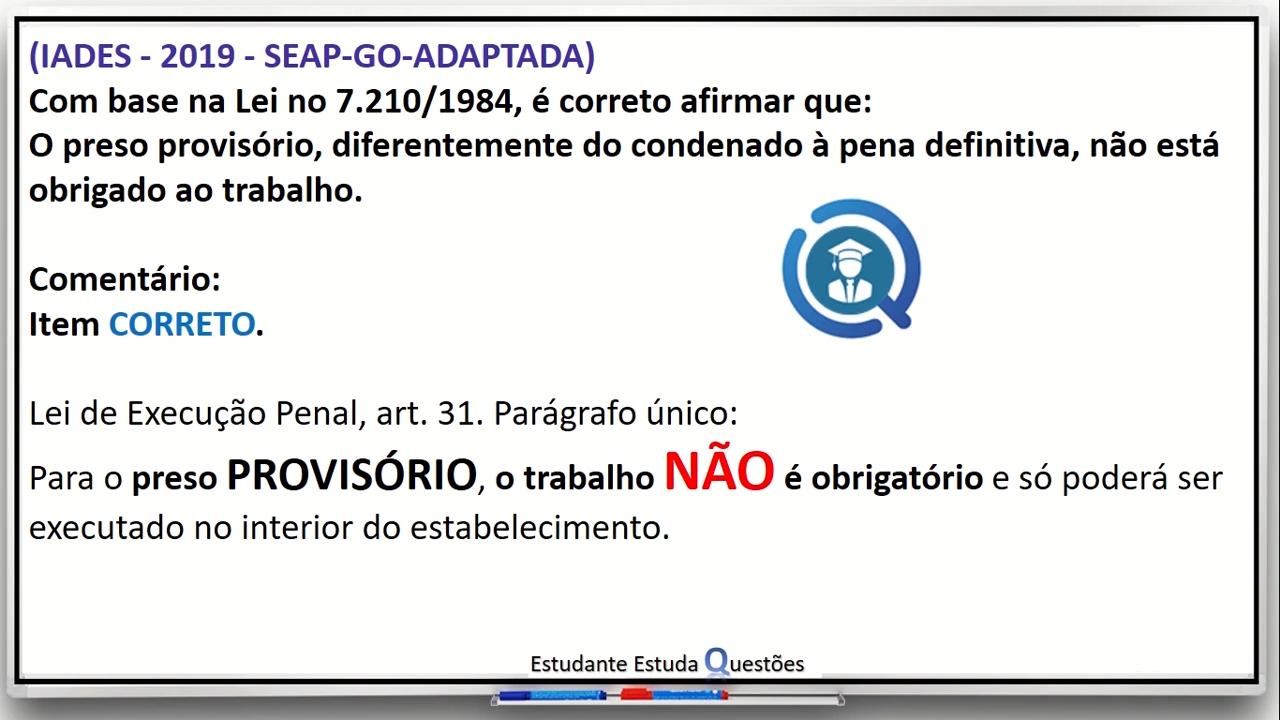 (IADES - 2019 - SEAP-GO-ADAPTADA)
Com base na Lei no 7.210/1984, é correto afirmar que:
O preso provisório, diferentemente do condenado à pena definitiva, não está
obrigado ao trabalho.
Comentário:
Item CORRETO.
Lei de Execução Penal, art. 31. Parágrafo único:
Para o preso PROVISÓRIO, o trabalho NÃO é obrigatório e só poderá ser
executado no interior do estabelecimento.
Estudante Estuda Questões